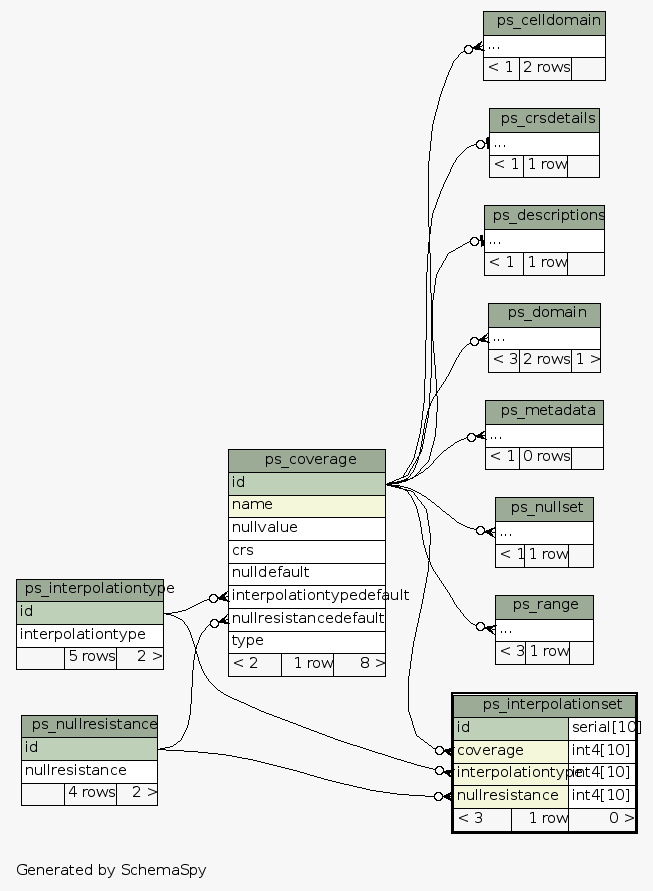 ps_celldomain
...
< 1 2 rows
ps_crsdetails
...
< 1 1 row
ps_descriptions
...
< 1 1 row
ps_domain
...
< 3 2 rows 1 >
ps_metadata
...
< 1 0 rows
ps_coverage
id
name
nullvalue
crs
nulldefault
interpolationtypedefault
nullresistancedefault
type
< 2 1 row 8 >
ps_nullset
...
< 1 1 row
ps_range
...
< 3 1 row
ps_interpolationtype
id
interpolationtype
5 rows 2 >
ps_nullresistance
id
nullresistance
4 rows 2 >
ps_interpolationset
id serial[10]
coverage int4[10]
interpolationtype int4[10]
nullresistance int4[10]
< 3 1 row 0 >
Generated by SchemaSpy